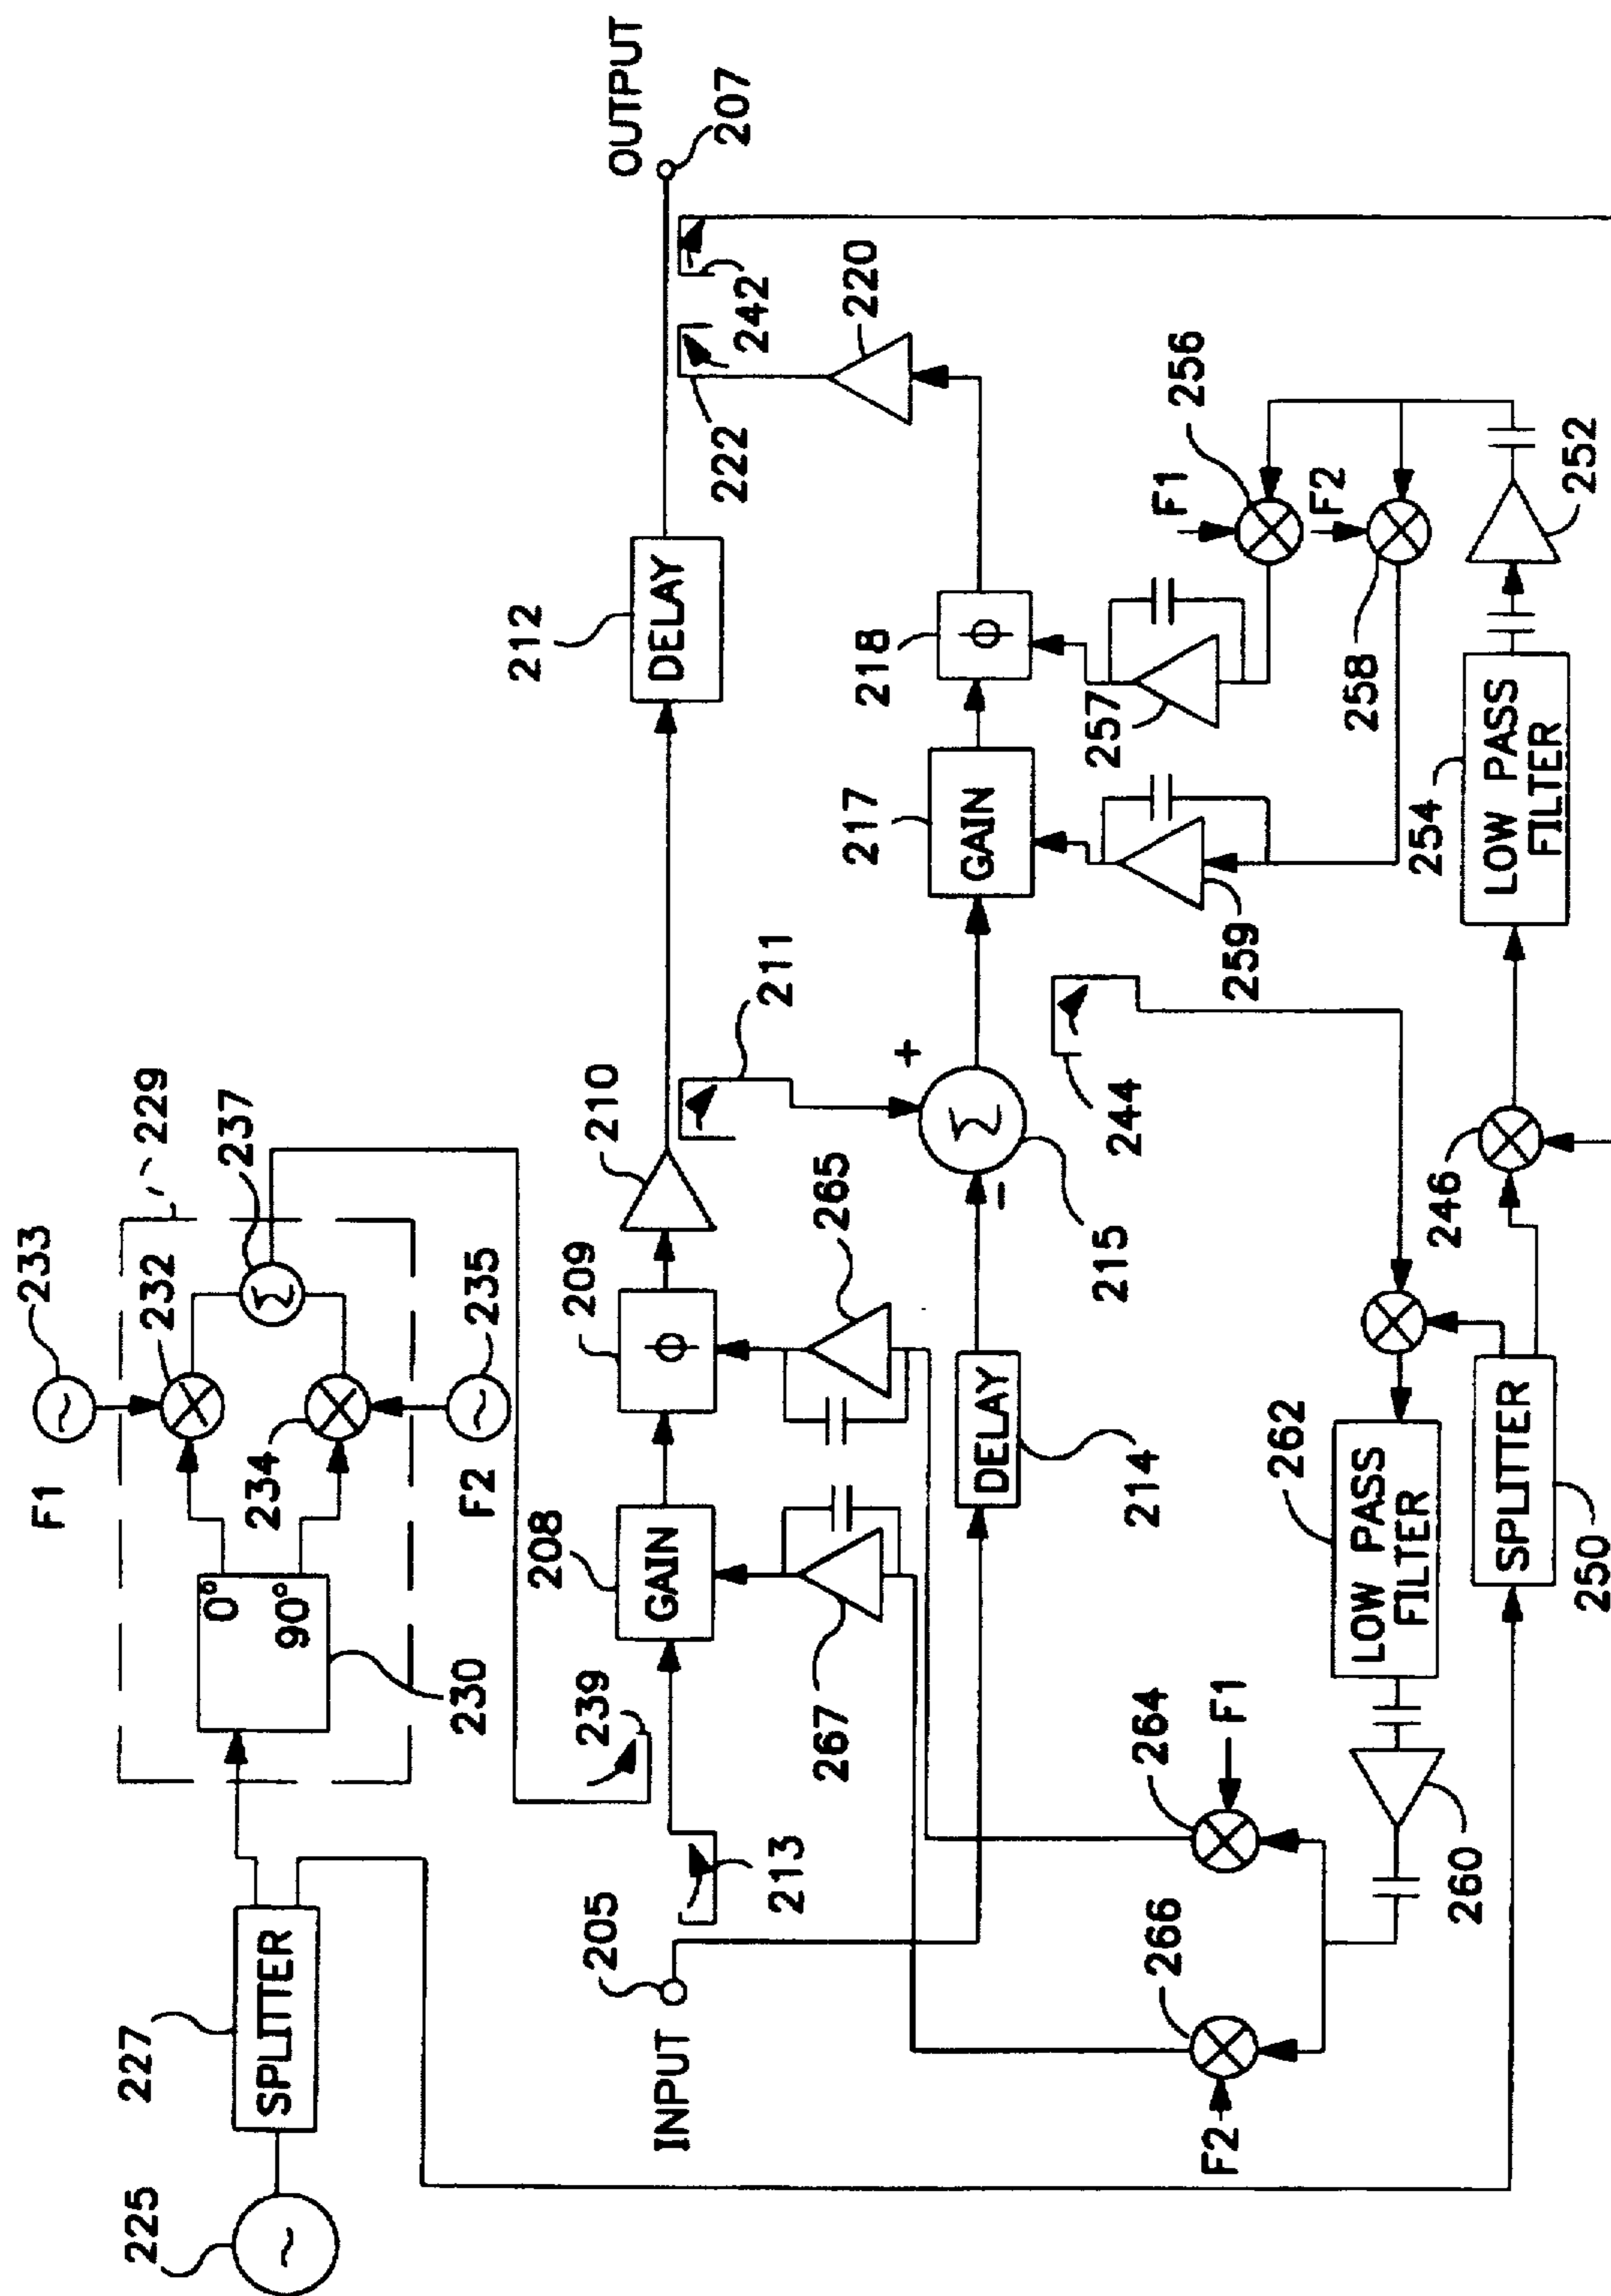 225
227
SPLITTER
F1
233
232
229
237
0°
90°
230
234
F2
235
INPUT
205
213
239
208
GAIN
209
ϕ
210
211
212
DELAY
OUTPUT
207
222
242
220
267
265
DELAY
214
−
+
Σ
215
217
GAIN
218
ϕ
244
259
257
F1
256
F2
258
252
F2
266
264
F1
260
262
LOW PASS
FILTER
SPLITTER
250
246
254
LOW PASS
FILTER
Σ